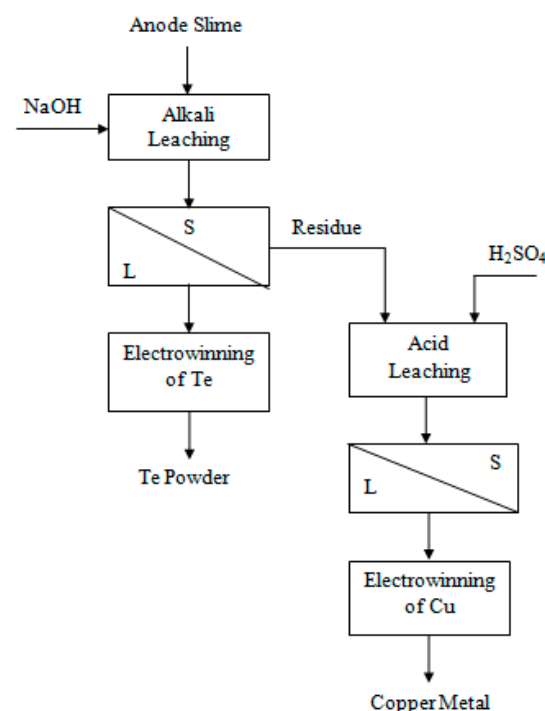 Anode Slime
NaOH
Alkali
Leaching
S
L
Residue
H₂SO₄
Electrowinning
of Te
Acid
Leaching
Te Powder
S
L
Electrowinning
of Cu
Copper Metal